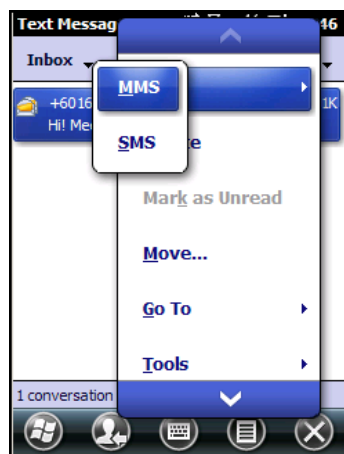 Text Messag 46
Inbox
+6016 1K
Hi! Me
MMS
SMS
Mark as Unread
Move...
Go To
Tools
1 conversation